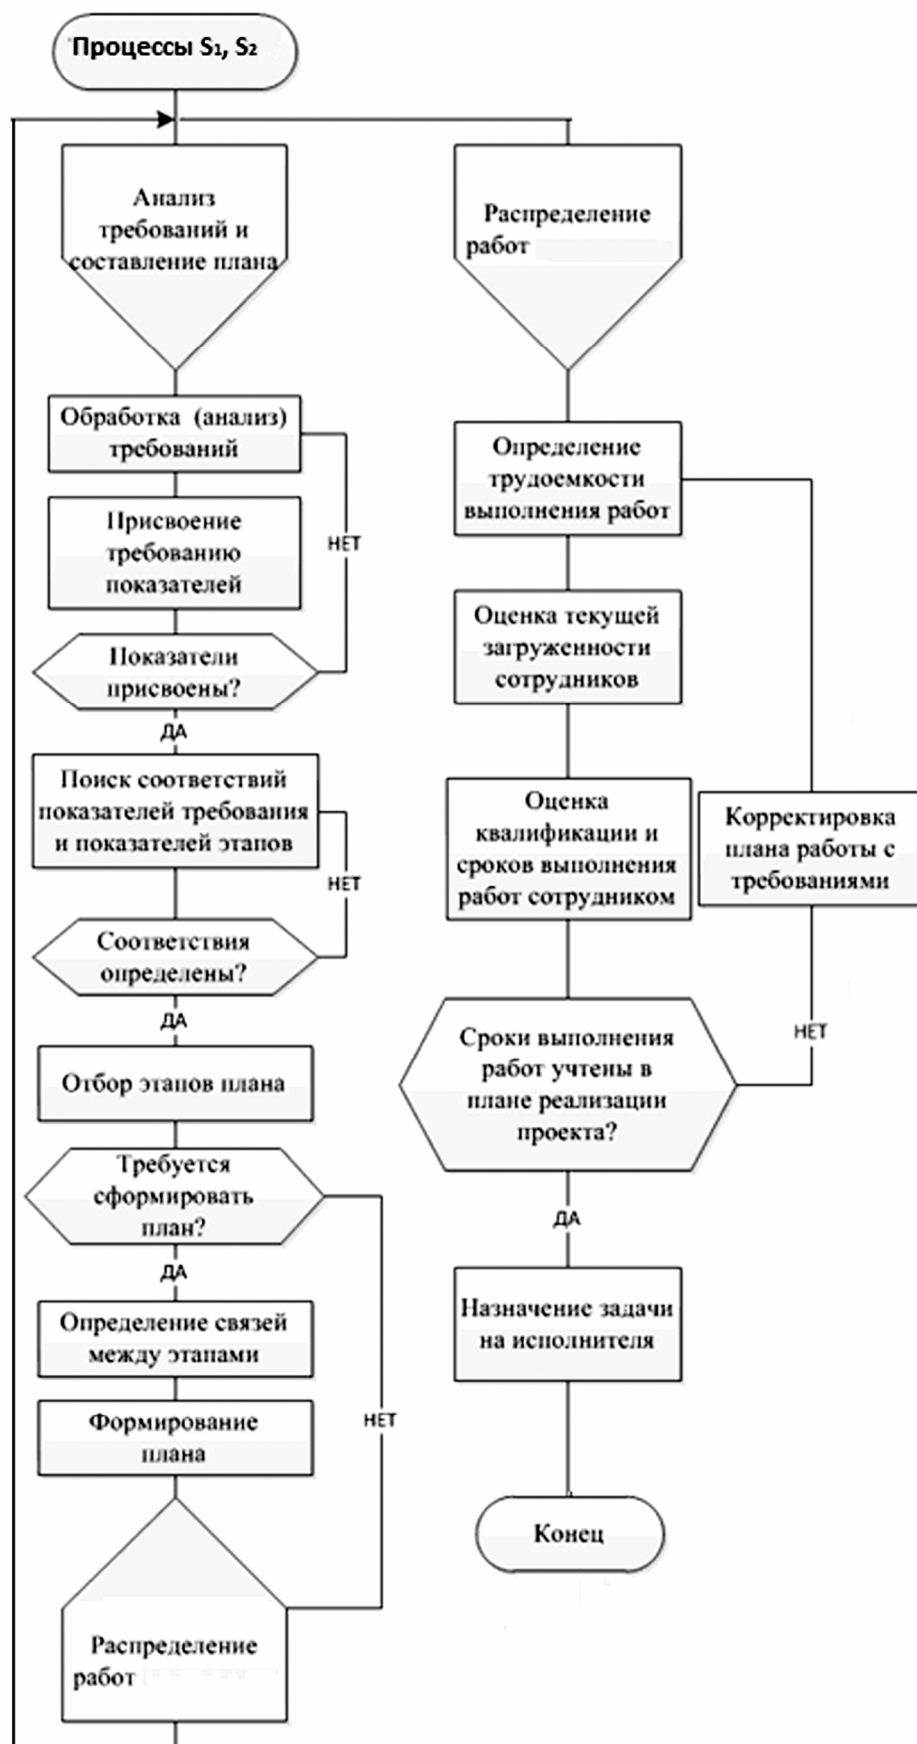 Процессы S₁, S₂
Анализ
требований и
составление плана
Обработка (анализ)
требований
Присвоение
требованию
показателей
НЕТ
Показатели
присвоены?
ДА
Поиск соответствий
показателей требования
и показателей этапов
НЕТ
Соответствия
определены?
ДА
Отбор этапов плана
Требуется
сформировать
план?
ДА
Определение связей
между этапами
Формирование
плана
НЕТ
Распределение
работ
Распределение
работ
Определение
трудоемкости
выполнения работ
Оценка текущей
загруженности
сотрудников
Оценка
квалификации и
сроков выполнения
работ сотрудником
Корректировка
плана работы с
требованиями
НЕТ
Сроки выполнения
работ учтены в
плане реализации
проекта?
ДА
Назначение задачи
на исполнителя
Конец